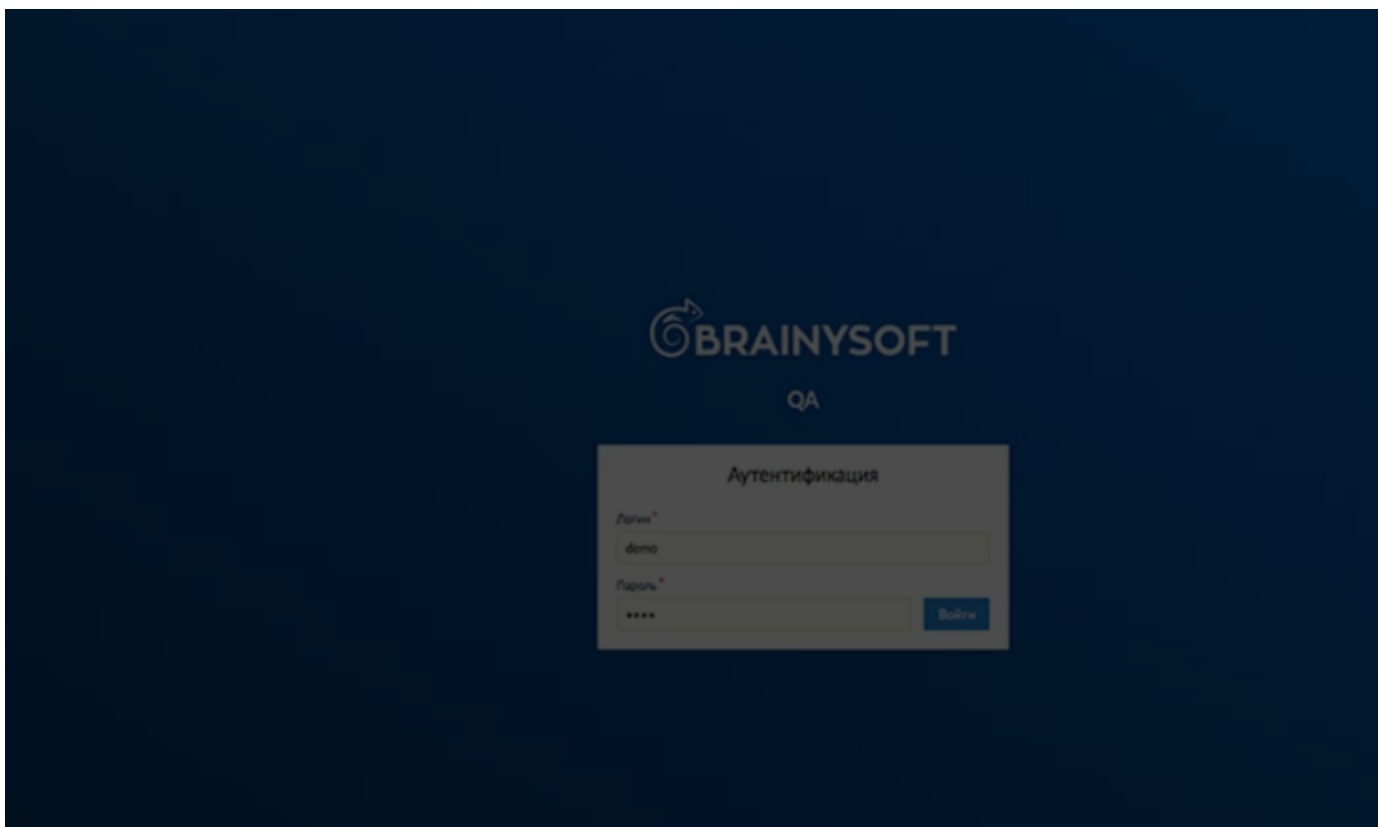 BRAINYSOFT
QA
Аутентификация
Логин*
demo
Пароль*
••••
Войти